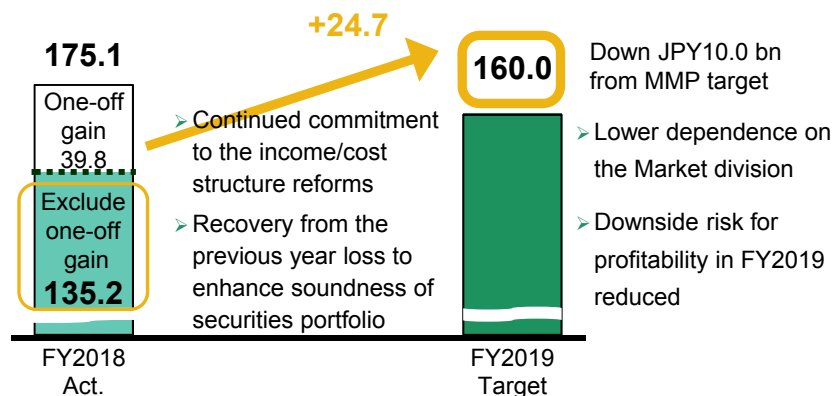 +24.7
175.1
One-off
gain
39.8
Exclude
one-off
gain
135.2
➢ Continued commitment
to the income/cost
structure reforms
➢ Recovery from the
previous year loss to
enhance soundness of
securities portfolio
160.0
Down JPY10.0 bn
from MMP target
➢ Lower dependence on
the Market division
➢ Downside risk for
profitability in FY2019
reduced
FY2018
Act.
FY2019
Target